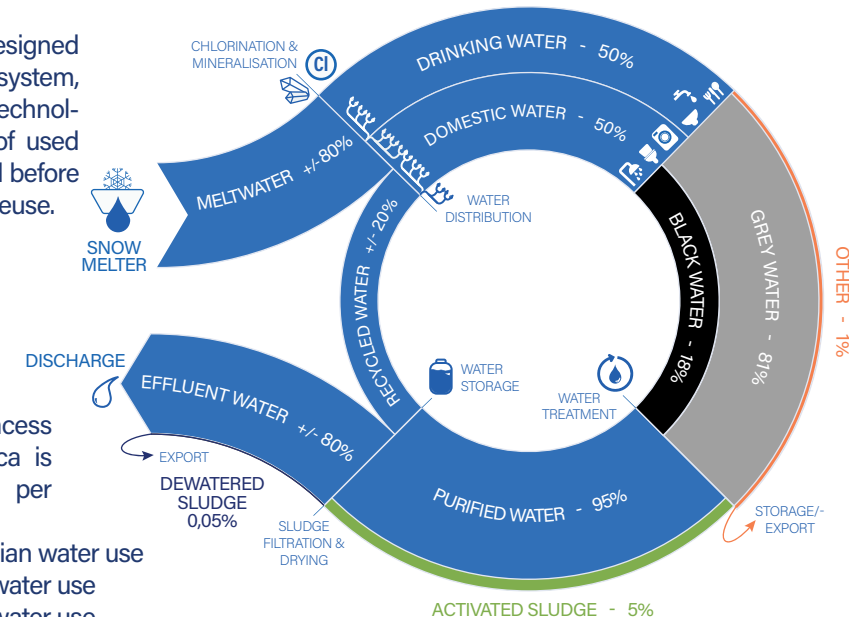 esigned
system,
echnol-
of used
d before
euse.
CHLORINATION &
MINERALISATION
Cl
SNOW
MELTER
MELTWATER +/-80%
DRINKING WATER - 50%
DOMESTIC WATER - 50%
WATER
DISTRIBUTION
RECYCLED WATER +/- 20%
BLACK WATER - 18%
GREY WATER - 81%
OTHER - 1%
DISCHARGE
EFFLUENT WATER +/- 80%
WATER
STORAGE
WATER
TREATMENT
cess
ca is
per
EXPORT
DEWATERED
SLUDGE
0,05%
PURIFIED WATER - 95%
STORAGE/-
EXPORT
SLUDGE
FILTRATION &
DRYING
ian water use
water use
water use
ACTIVATED SLUDGE - 5%